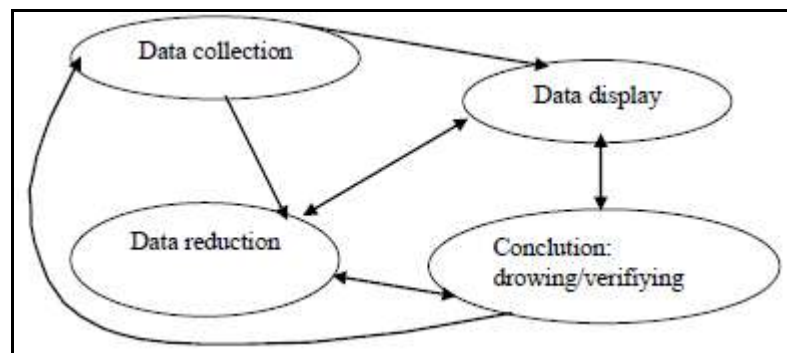 Data collection
Data display
Data reduction
Conclution:
drowing/verifiying